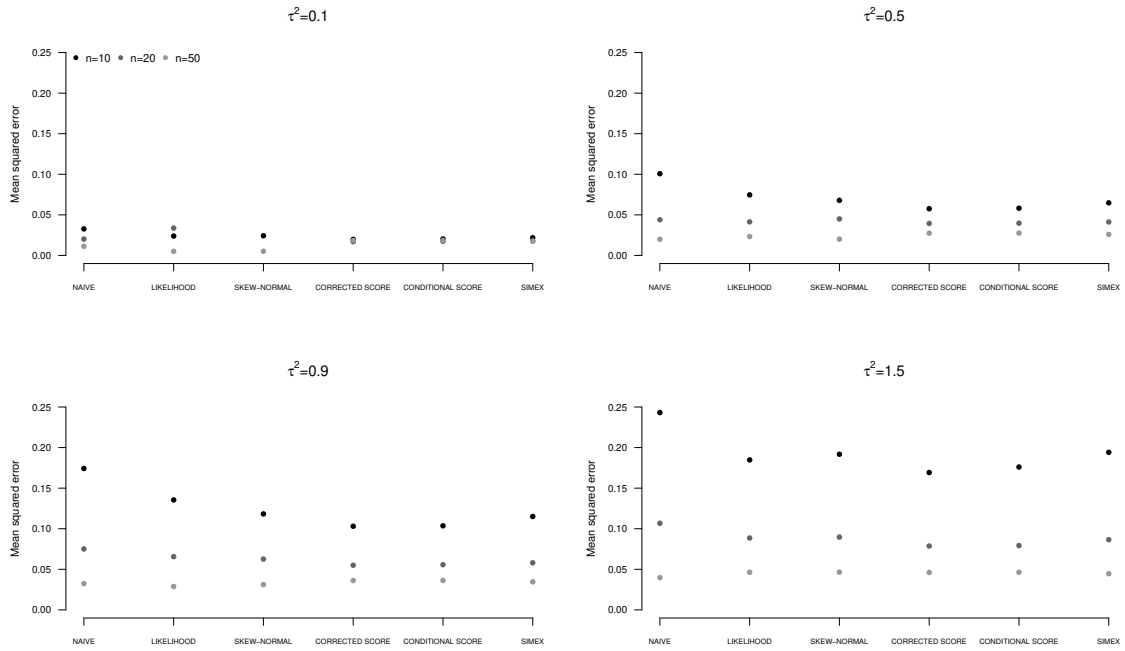 τ²=0.1
0.25
0.20
0.15
0.10
0.05
0.00
Mean squared error
n=10 n=20 n=50
NAIVE LIKELIHOOD SKEW−NORMAL CORRECTED SCORE CONDITIONAL SCORE SIMEX
τ²=0.5
0.25
0.20
0.15
0.10
0.05
0.00
Mean squared error
NAIVE LIKELIHOOD SKEW−NORMAL CORRECTED SCORE CONDITIONAL SCORE SIMEX
τ²=0.9
0.25
0.20
0.15
0.10
0.05
0.00
Mean squared error
NAIVE LIKELIHOOD SKEW−NORMAL CORRECTED SCORE CONDITIONAL SCORE SIMEX
τ²=1.5
0.25
0.20
0.15
0.10
0.05
0.00
Mean squared error
NAIVE LIKELIHOOD SKEW−NORMAL CORRECTED SCORE CONDITIONAL SCORE SIMEX